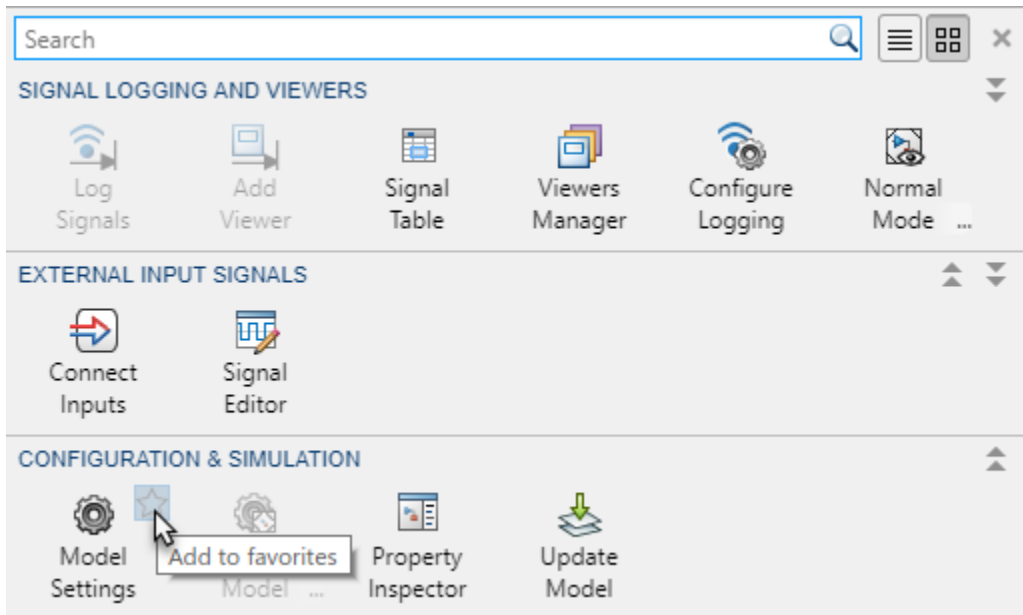 Search
SIGNAL LOGGING AND VIEWERS
Log
Signals
Add
Viewer
Signal
Table
Viewers
Manager
Configure
Logging
Normal
Mode ...
EXTERNAL INPUT SIGNALS
Connect
Inputs
Signal
Editor
CONFIGURATION & SIMULATION
Model
Settings
Add to favorites
Model ...
Property
Inspector
Update
Model